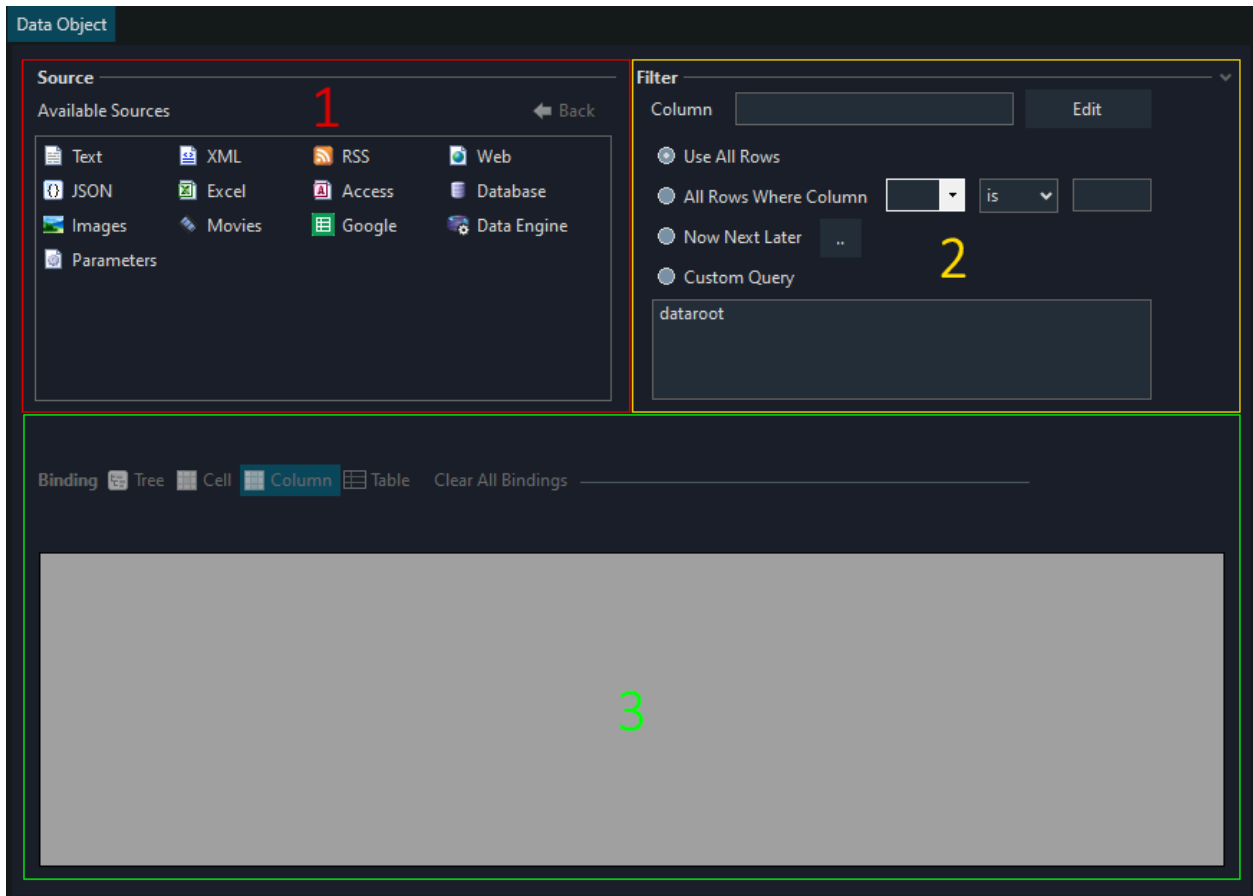 Data Object
Source
1
Available Sources
Back
Text
XML
RSS
Web
JSON
Excel
Access
Database
Images
Movies
Google
Data Engine
Parameters
Filter
Column
Edit
Use All Rows
All Rows Where Column
is
Now Next Later
..
2
Custom Query
dataroot
Binding Tree Cell Column Table Clear All Bindings
3